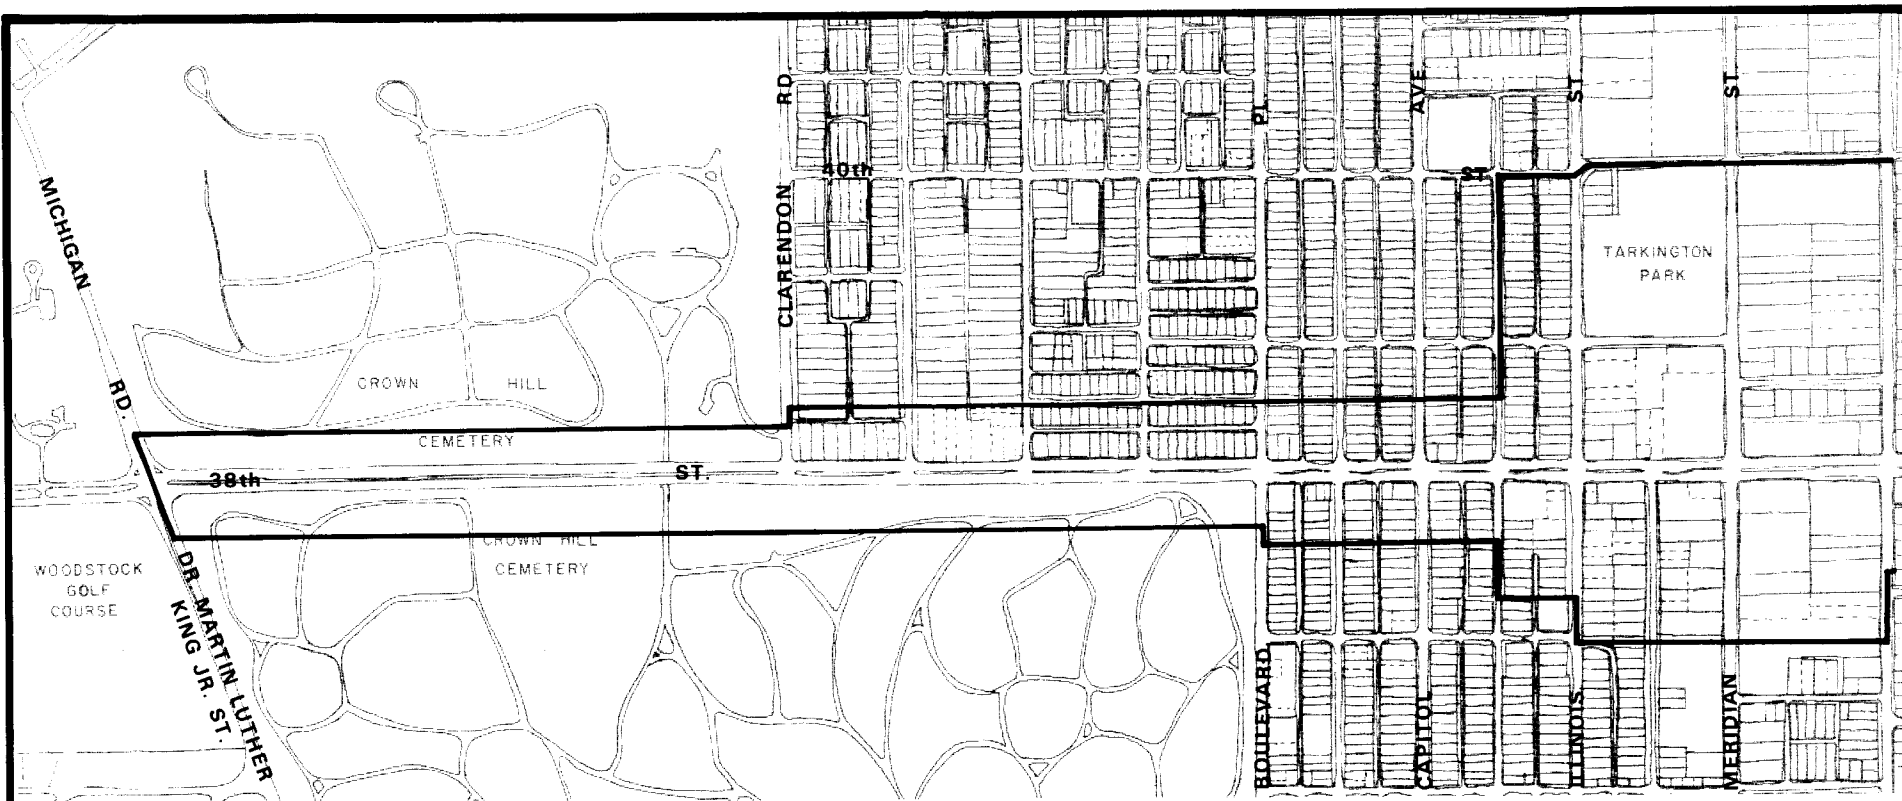 MICHIGAN
RD.
CLARENDON
RD.
40th
ST.
PL.
AVE
ST
ST.
TARKINGTON
PARK
CROWN HILL
CEMETERY
38th
ST.
CROWN HILL
CEMETERY
WOODSTOCK
GOLF
COURSE
DR. MARTIN LUTHER
KING JR. ST.
BOULEVARD
CAPITOL
ILLINOIS
MERIDIAN